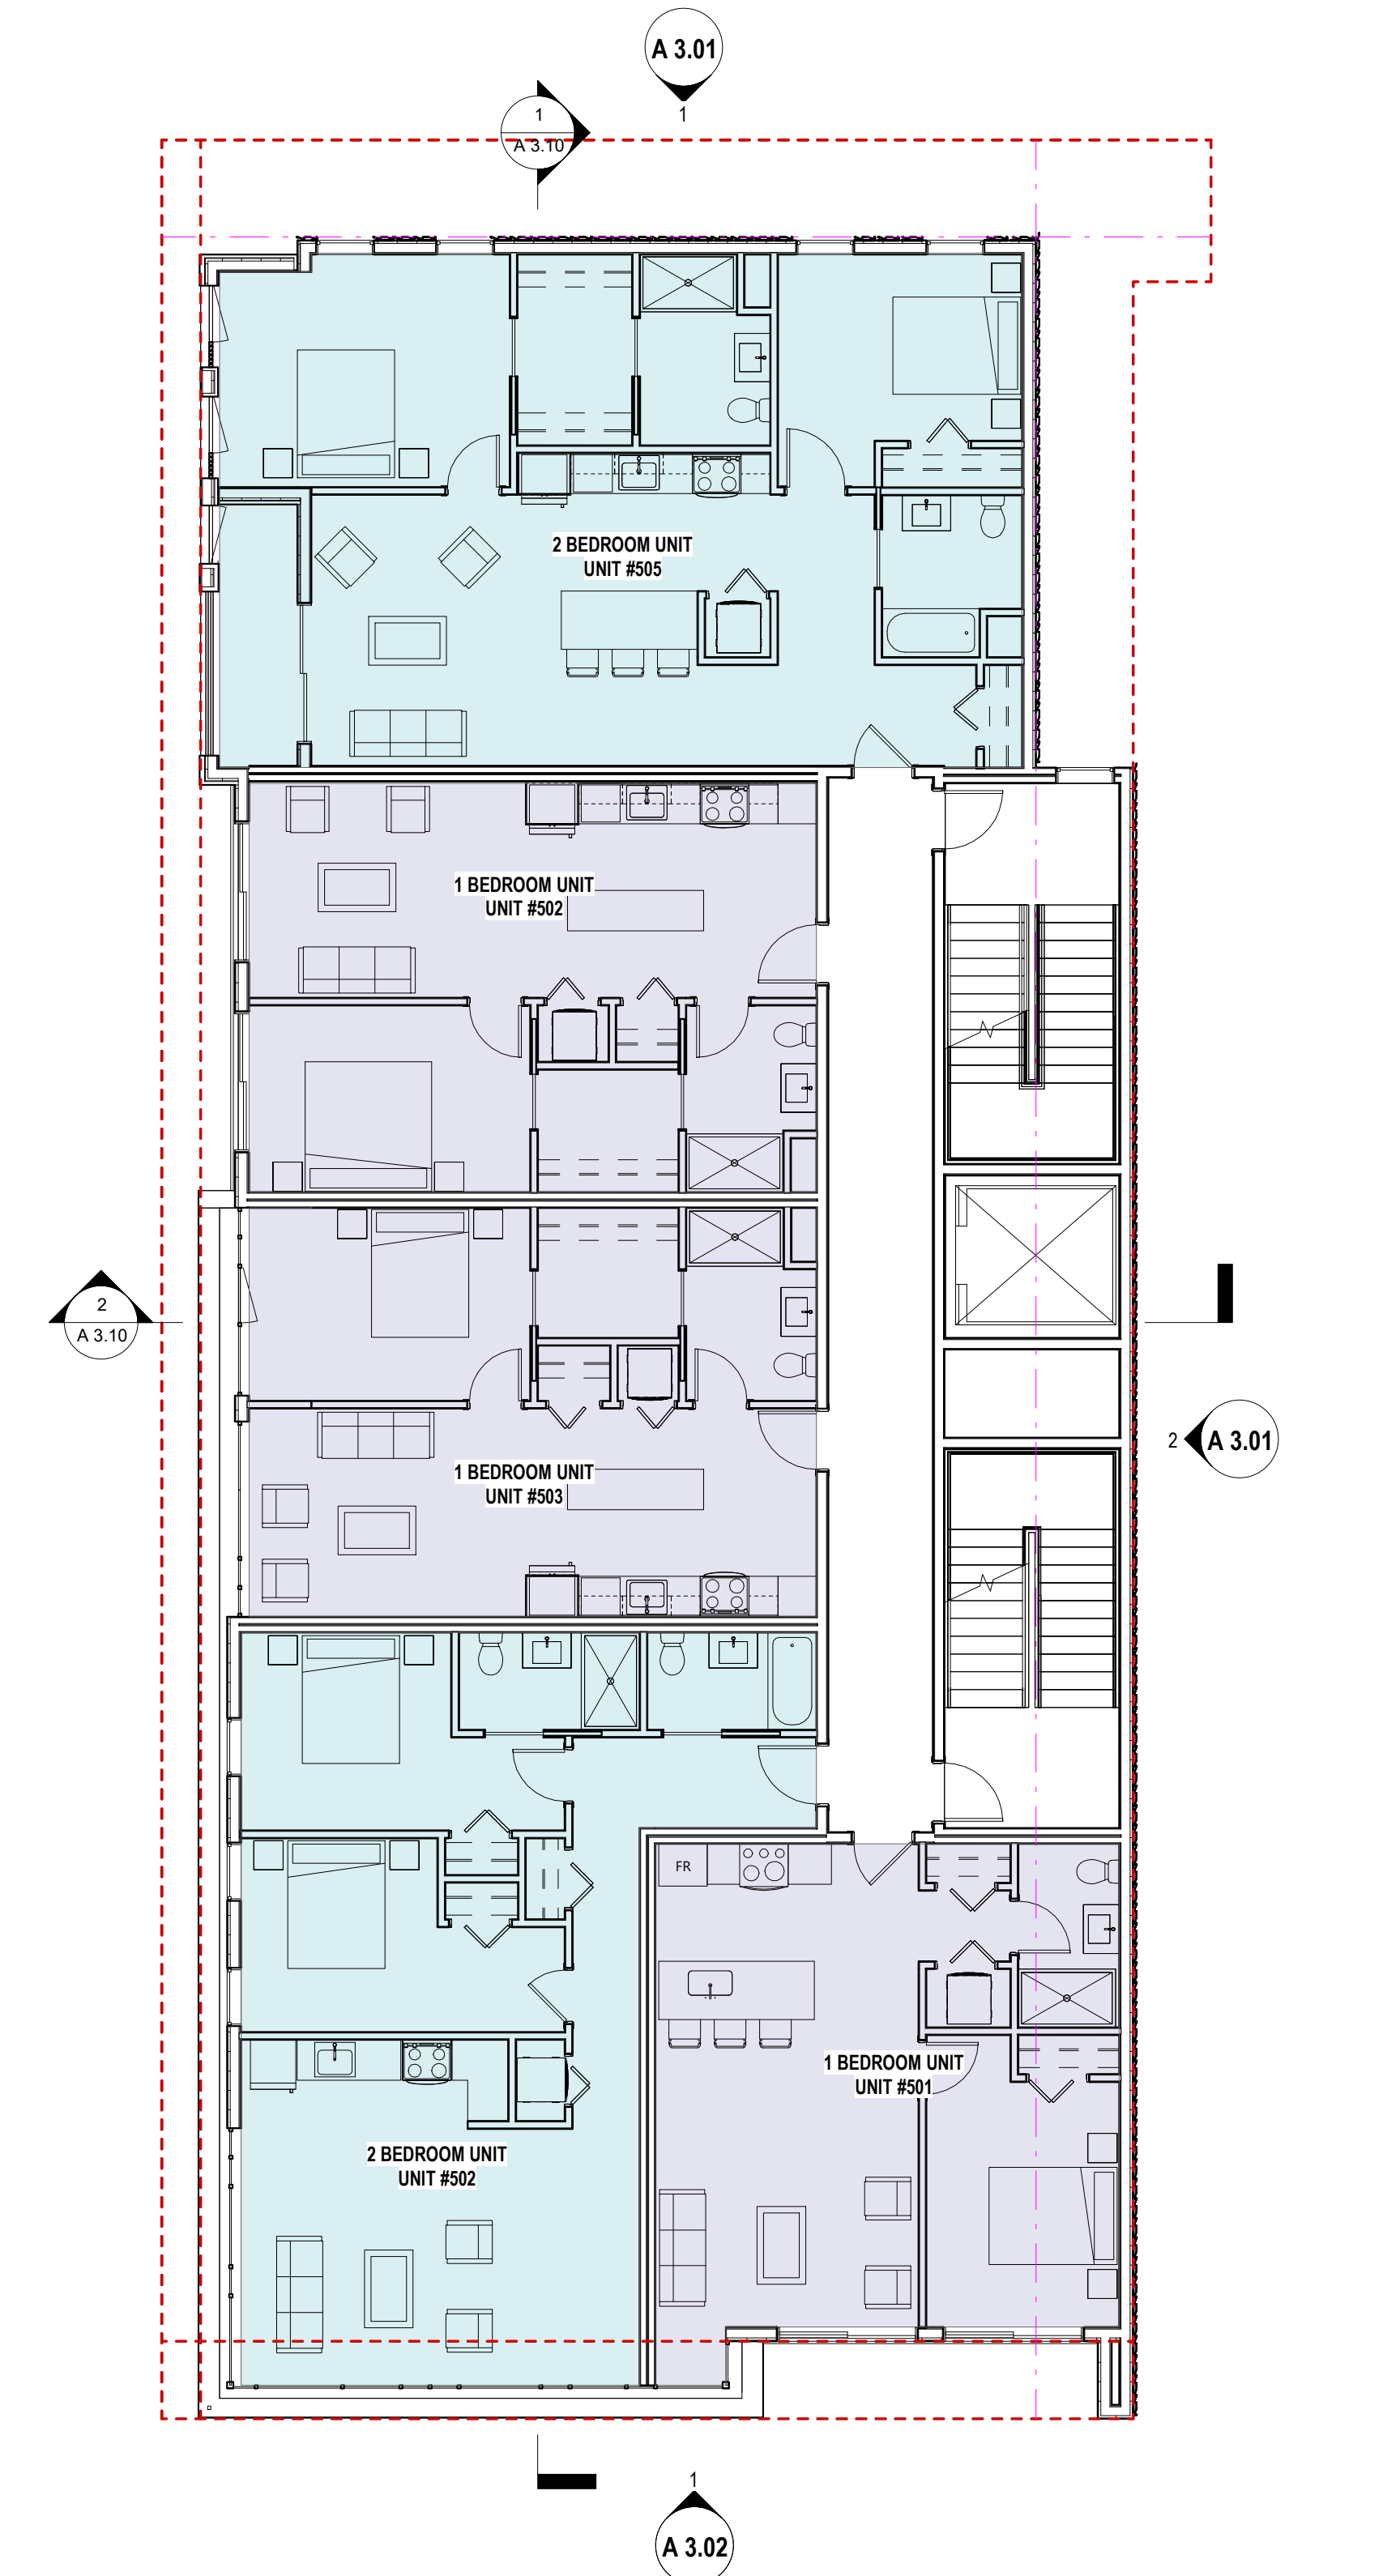 A 3.01
1
1
A 3.10
2 BEDROOM UNIT
UNIT #505
1 BEDROOM UNIT
UNIT #502
2
A 3.10
2
A 3.01
1 BEDROOM UNIT
UNIT #503
FR
1 BEDROOM UNIT
UNIT #501
2 BEDROOM UNIT
UNIT #502
1
A 3.02